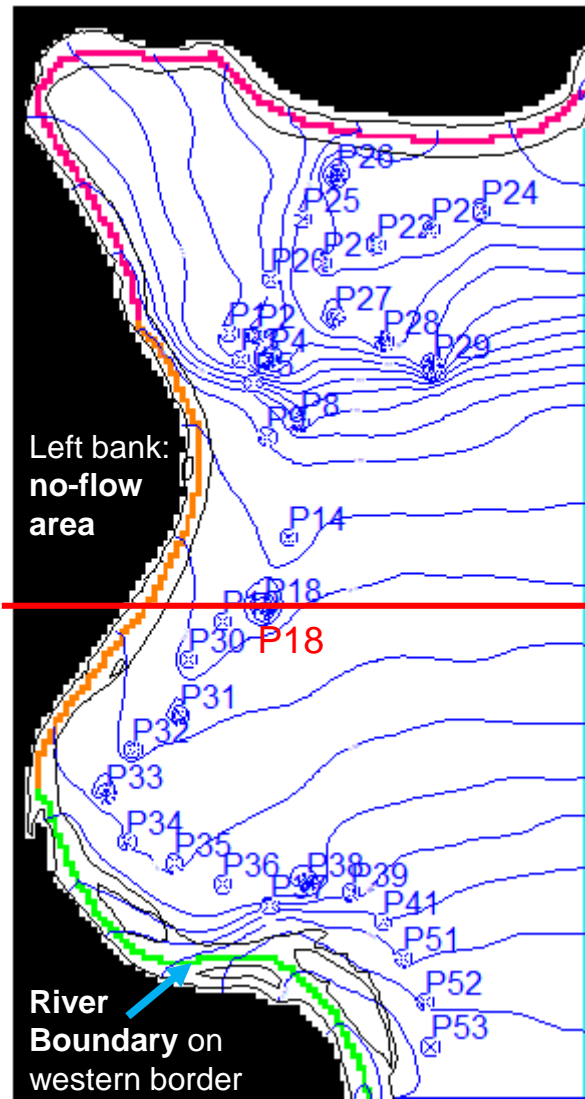 P24
P25
P22
P21
P26
P27
P1
P2
P28
P4
P29
P8
P9
Left bank:
no-flow
area
P14
P18
P18
P30
P31
P32
P33
P34
P35
P36
P38
P39
P41
P51
P52
P53
River
Boundary on
western border